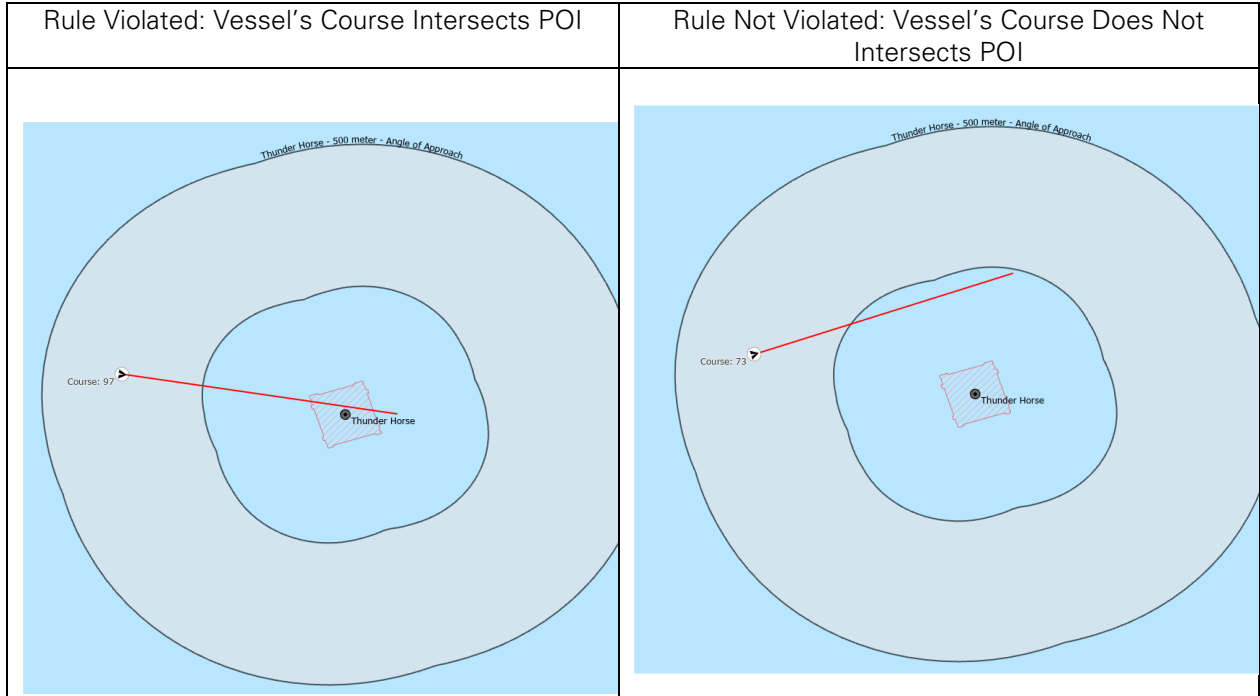 Rule Violated: Vessel's Course Intersects POI
Rule Not Violated: Vessel's Course Does Not
Intersects POI
Thunder Horse - 500 meter - Angle of Approach
Course: 97
Thunder Horse
Thunder Horse - 500 meter - Angle of Approach
Course: 73
Thunder Horse